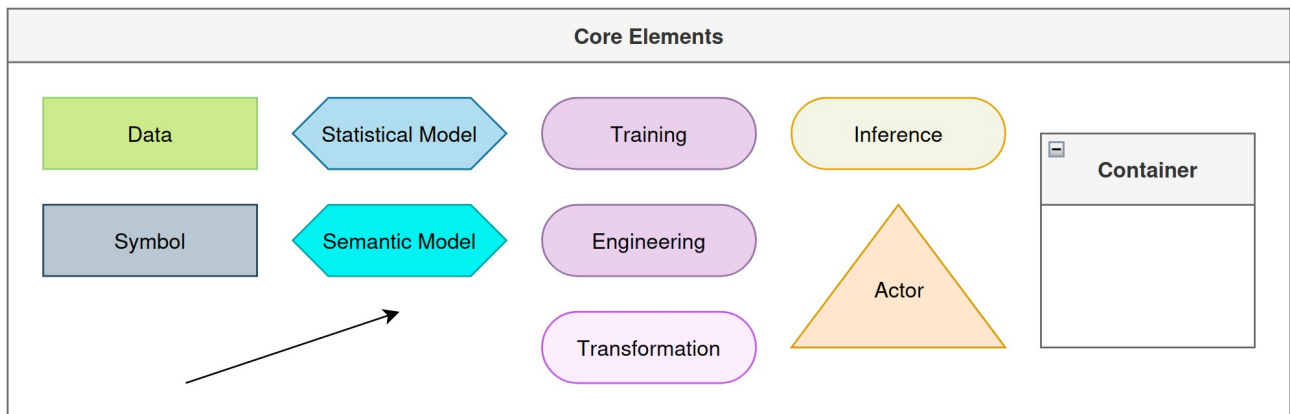 Core Elements
Data
Statistical Model
Training
Inference
Container
Symbol
Semantic Model
Engineering
Actor
Transformation